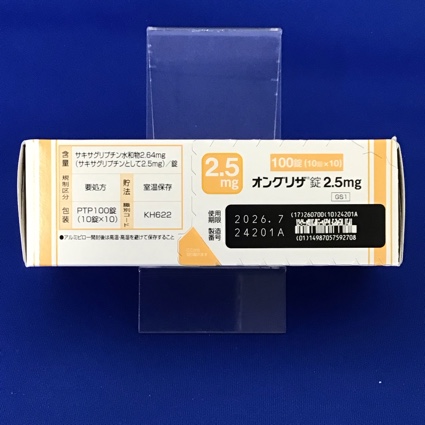 含量
サキサグリプチン水和物2.64mg
(サキサグリプチンとして2.5mg)/錠
規制区分
要処方
貯法
室温保存
包装
PTP100錠
(10錠×10)
識別コード
KH622
●アルミピロー開封後は高温・高湿を避けて保存すること
2.5
mg
100錠(10錠×10)
オングリザ®錠2.5mg
GS1
使用
期限
2026.7
製造
番号
24201A
(17)260700(10)24201A
(01)14987057592708